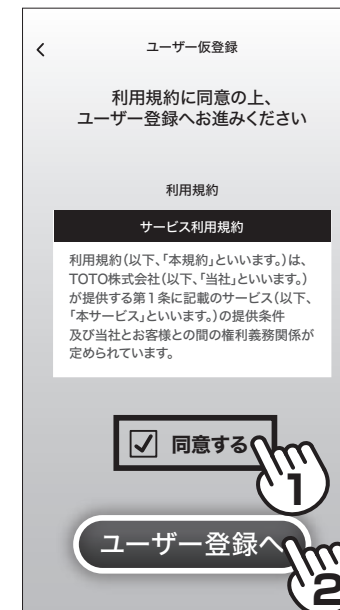 ユーザー仮登録
利用規約に同意の上、
ユーザー登録へお進みください
利用規約
サービス利用規約
利用規約(以下、「本規約」といいます。)は、
TOTO株式会社(以下、「当社」といいます。)
が提供する第1条に記載のサービス(以下、
「本サービス」といいます。)の提供条件
及び当社とお客様との間の権利義務関係が
定められています。
同意する
1
ユーザー登録へ
2